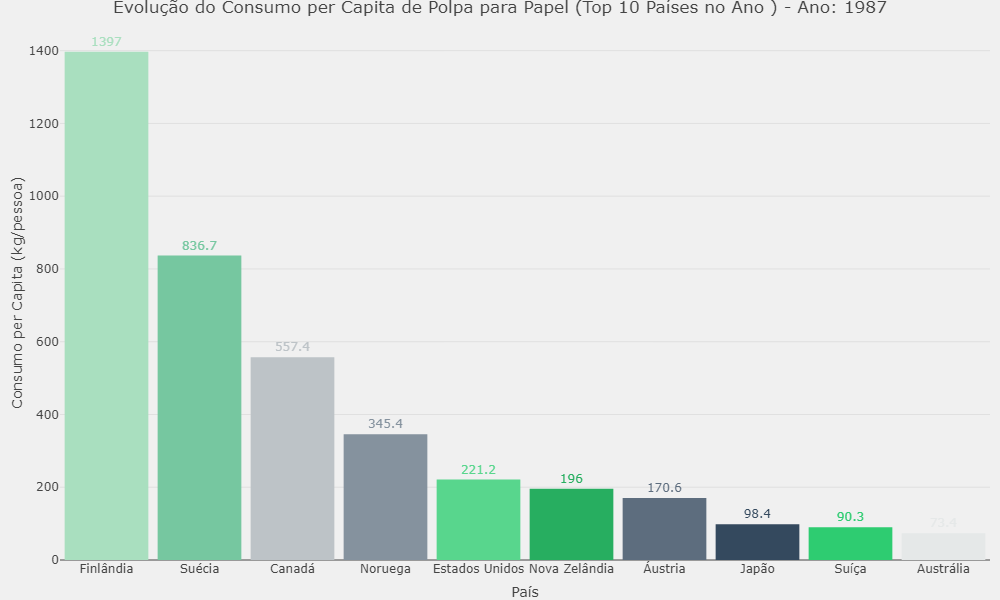 Evolução do Consumo per Capita de Polpa para Papel (Top 10 Países no Ano ) - Ano: 1987
Consumo per Capita (kg/pessoa)
1400
1200
1000
800
600
400
200
0
1397
836.7
557.4
345.4
221.2
196
170.6
98.4
90.3
73.4
Finlândia
Suécia
Canadá
Noruega
Estados Unidos
Nova Zelândia
Áustria
Japão
Suíça
Austrália
País